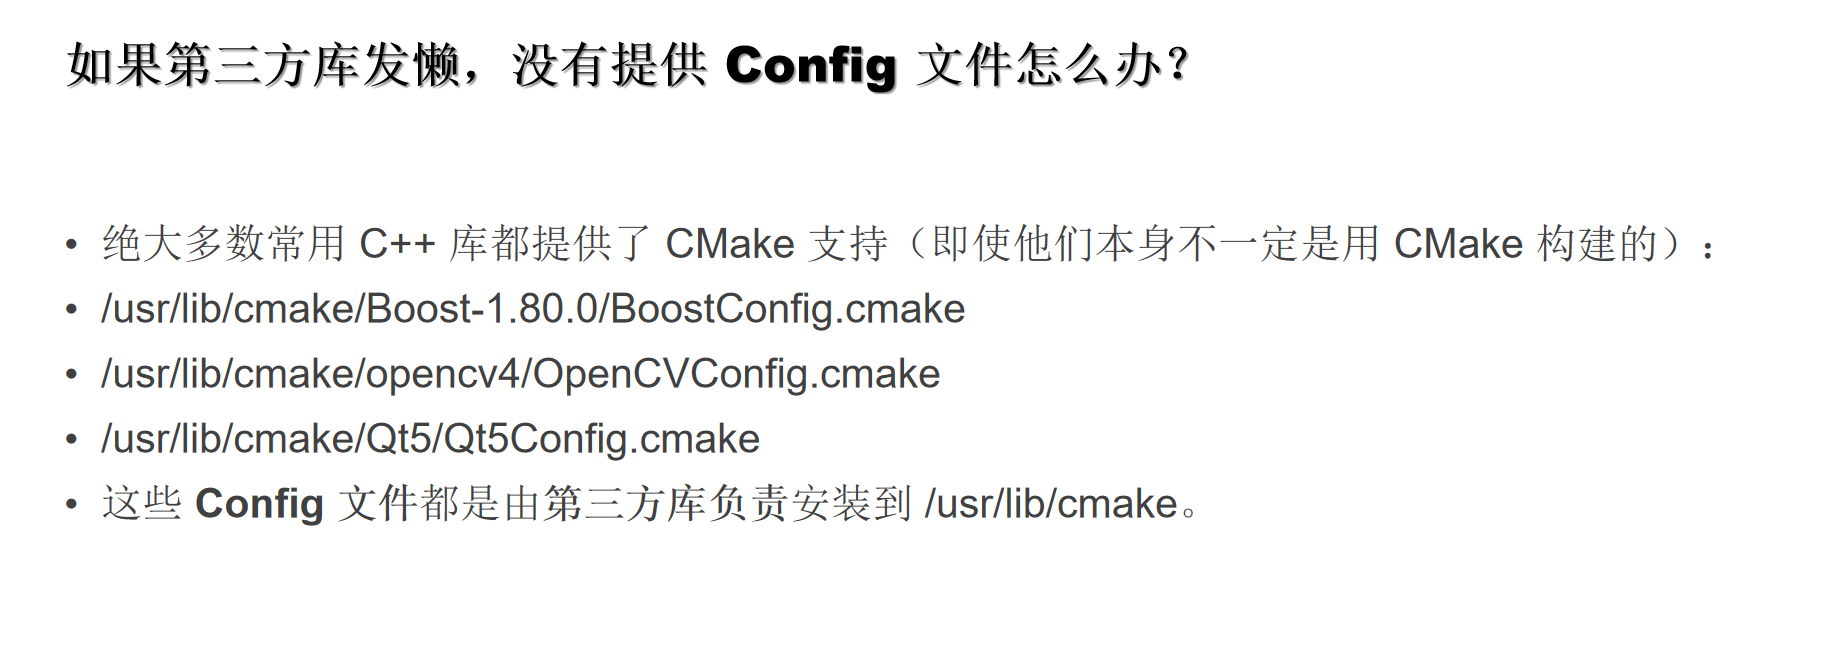 如果第三方库发懒，没有提供 Config 文件怎么办？
• 绝大多数常用 C++ 库都提供了 CMake 支持（即使他们本身不一定是用 CMake 构建的）：
• /usr/lib/cmake/Boost-1.80.0/BoostConfig.cmake
• /usr/lib/cmake/opencv4/OpenCVConfig.cmake
• /usr/lib/cmake/Qt5/Qt5Config.cmake
• 这些 Config 文件都是由第三方库负责安装到 /usr/lib/cmake。